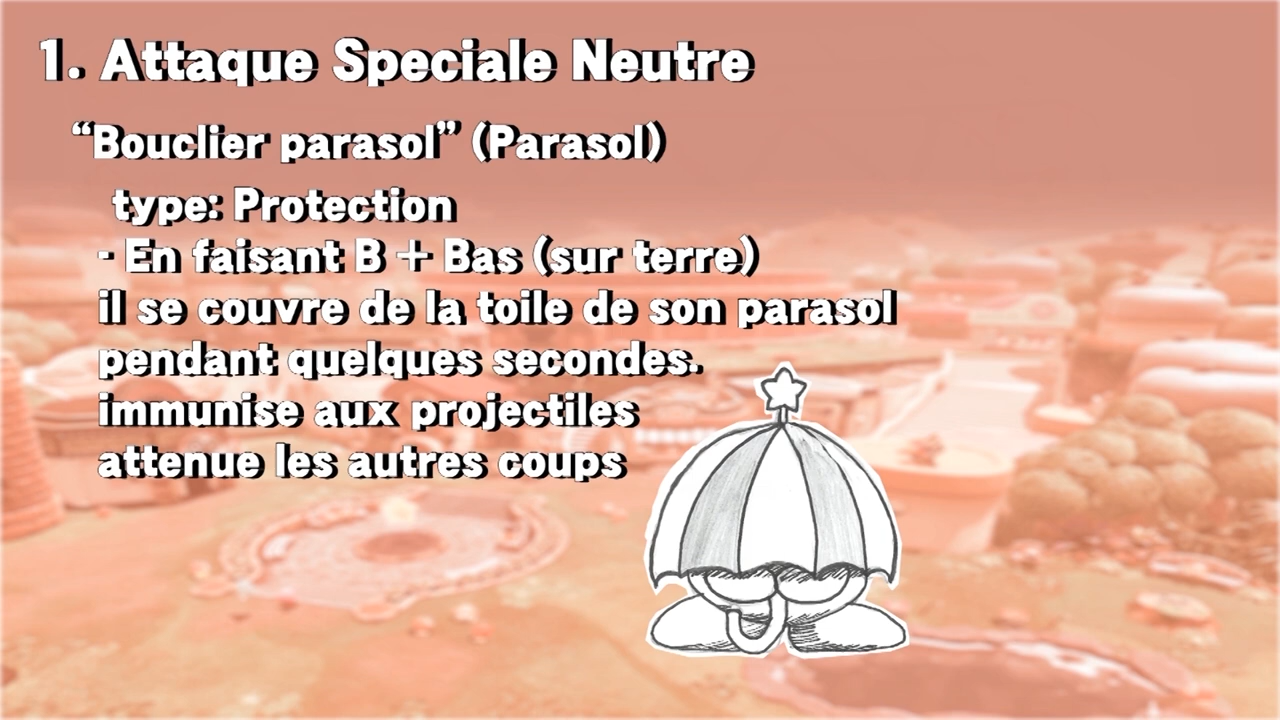 1. Attaque Speciale Neutre
“Bouclier parasol” (Parasol)
type: Protection
- En faisant B + Bas (sur terre)
il se couvre de la toile de son parasol
pendant quelques secondes.
immunise aux projectiles
attenue les autres coups